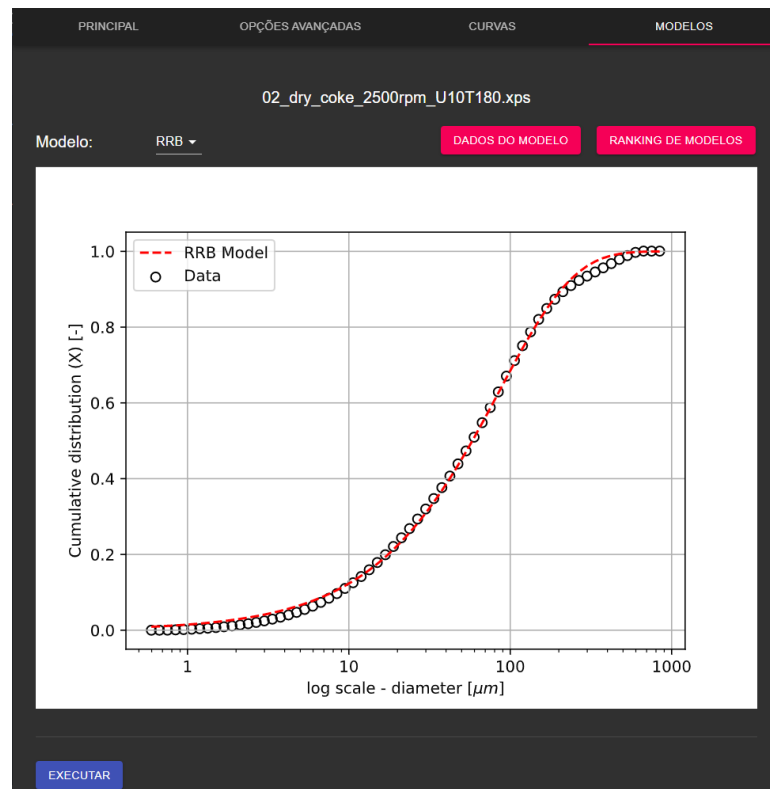 PRINCIPAL OPÇÕES AVANÇADAS CURVAS MODELOS
02_dry_coke_2500rpm_U10T180.xps
Modelo: RRB DADOS DO MODELO RANKING DE MODELOS
RRB Model
Data
1.0
0.8
0.6
0.4
0.2
0.0
Cumulative distribution (X) [-]
1 10 100 1000
log scale - diameter [μm]
EXECUTAR